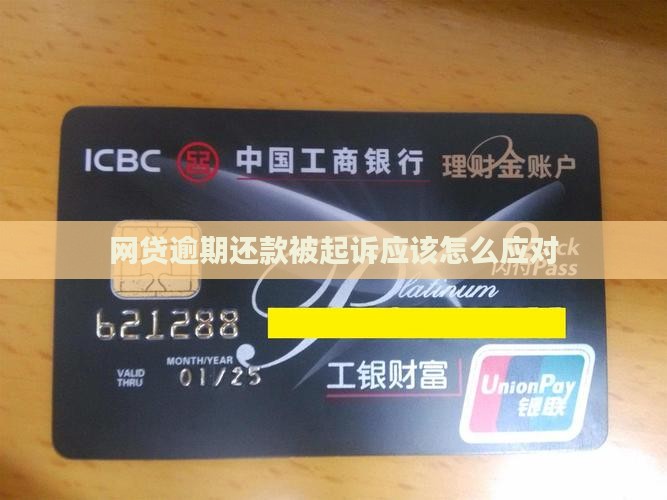 ICBC 中国工商银行 理财金账户
网贷逾期还款被起诉应该怎么应对
闪付Pass
Platinum
621288
VALID THRU MONTH/YEAR 01/25
工银财富
UnionPay
银联